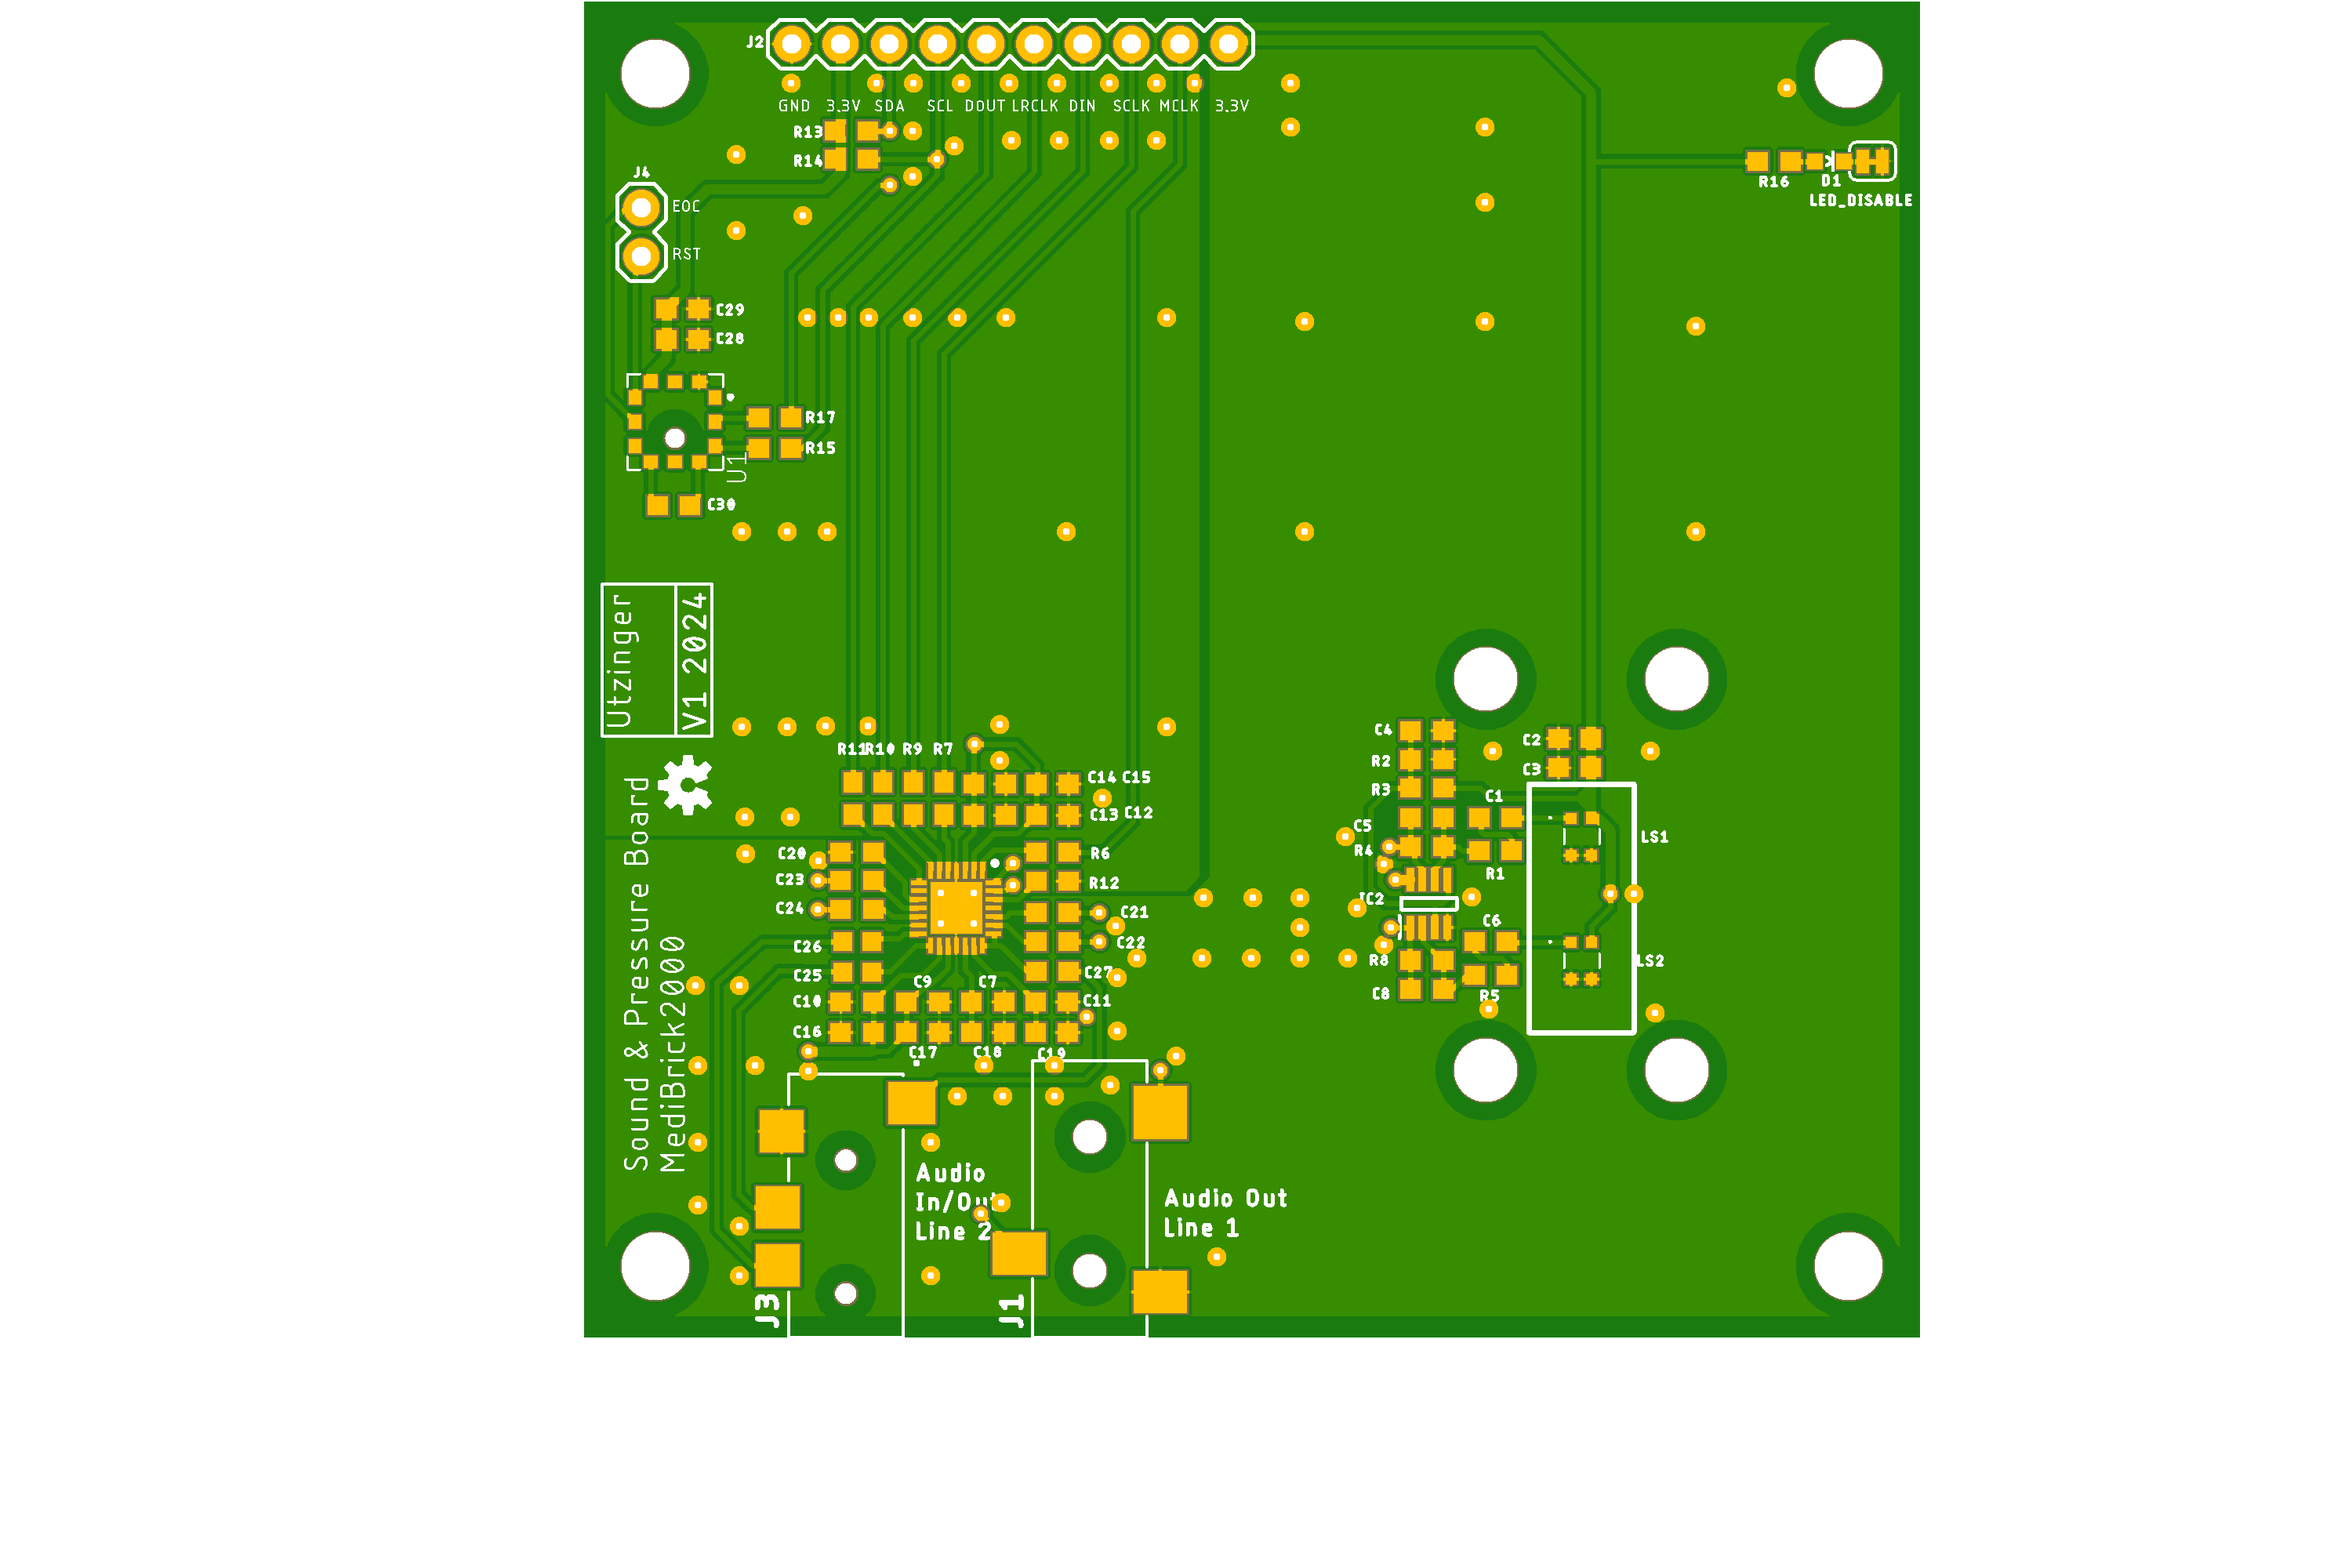 J2
GND 3.3V SDA SCL DOUT LRCLK DIN SCLK MCLK 3.3V
R13
R14
J4
EOC
RST
R16
D1
LED_DISABLE
C29
C28
R17
R15
U1
C30
Utzinger
V1 2024
Sound & Pressure Board
MediBrick2000
R11 R10 R9 R7
C14 C15
C13 C12
C20
R6
C23
R12
C24
C21
C26
C22
C25
C27
C9 C7
C10
C11
C16
C17 C18 C19
C4
R2
R3
C2
C3
C1
C5
R4
R1
LS1
IC2
C6
R8
LS2
C8
R5
Audio
In/Out
Line 2
Audio Out
Line 1
J3
J1